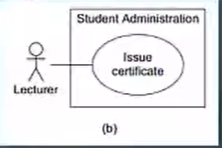 Student Administration
Issue
certificate
Lecturer
(b)